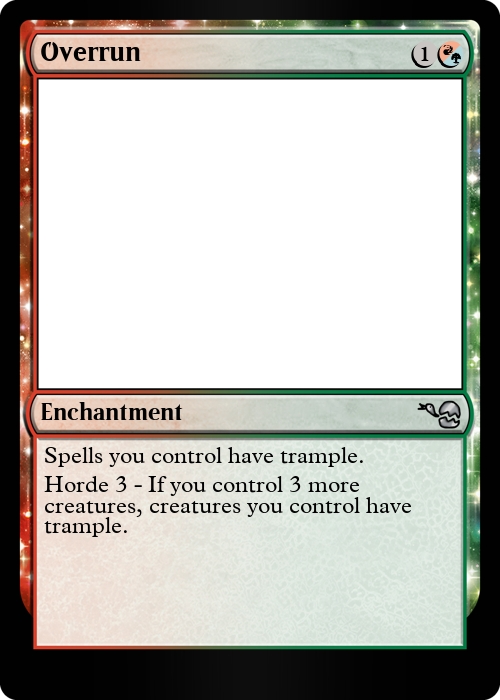 Overrun
1
Enchantment
Spells you control have trample.
Horde 3 - If you control 3 more
creatures, creatures you control have
trample.